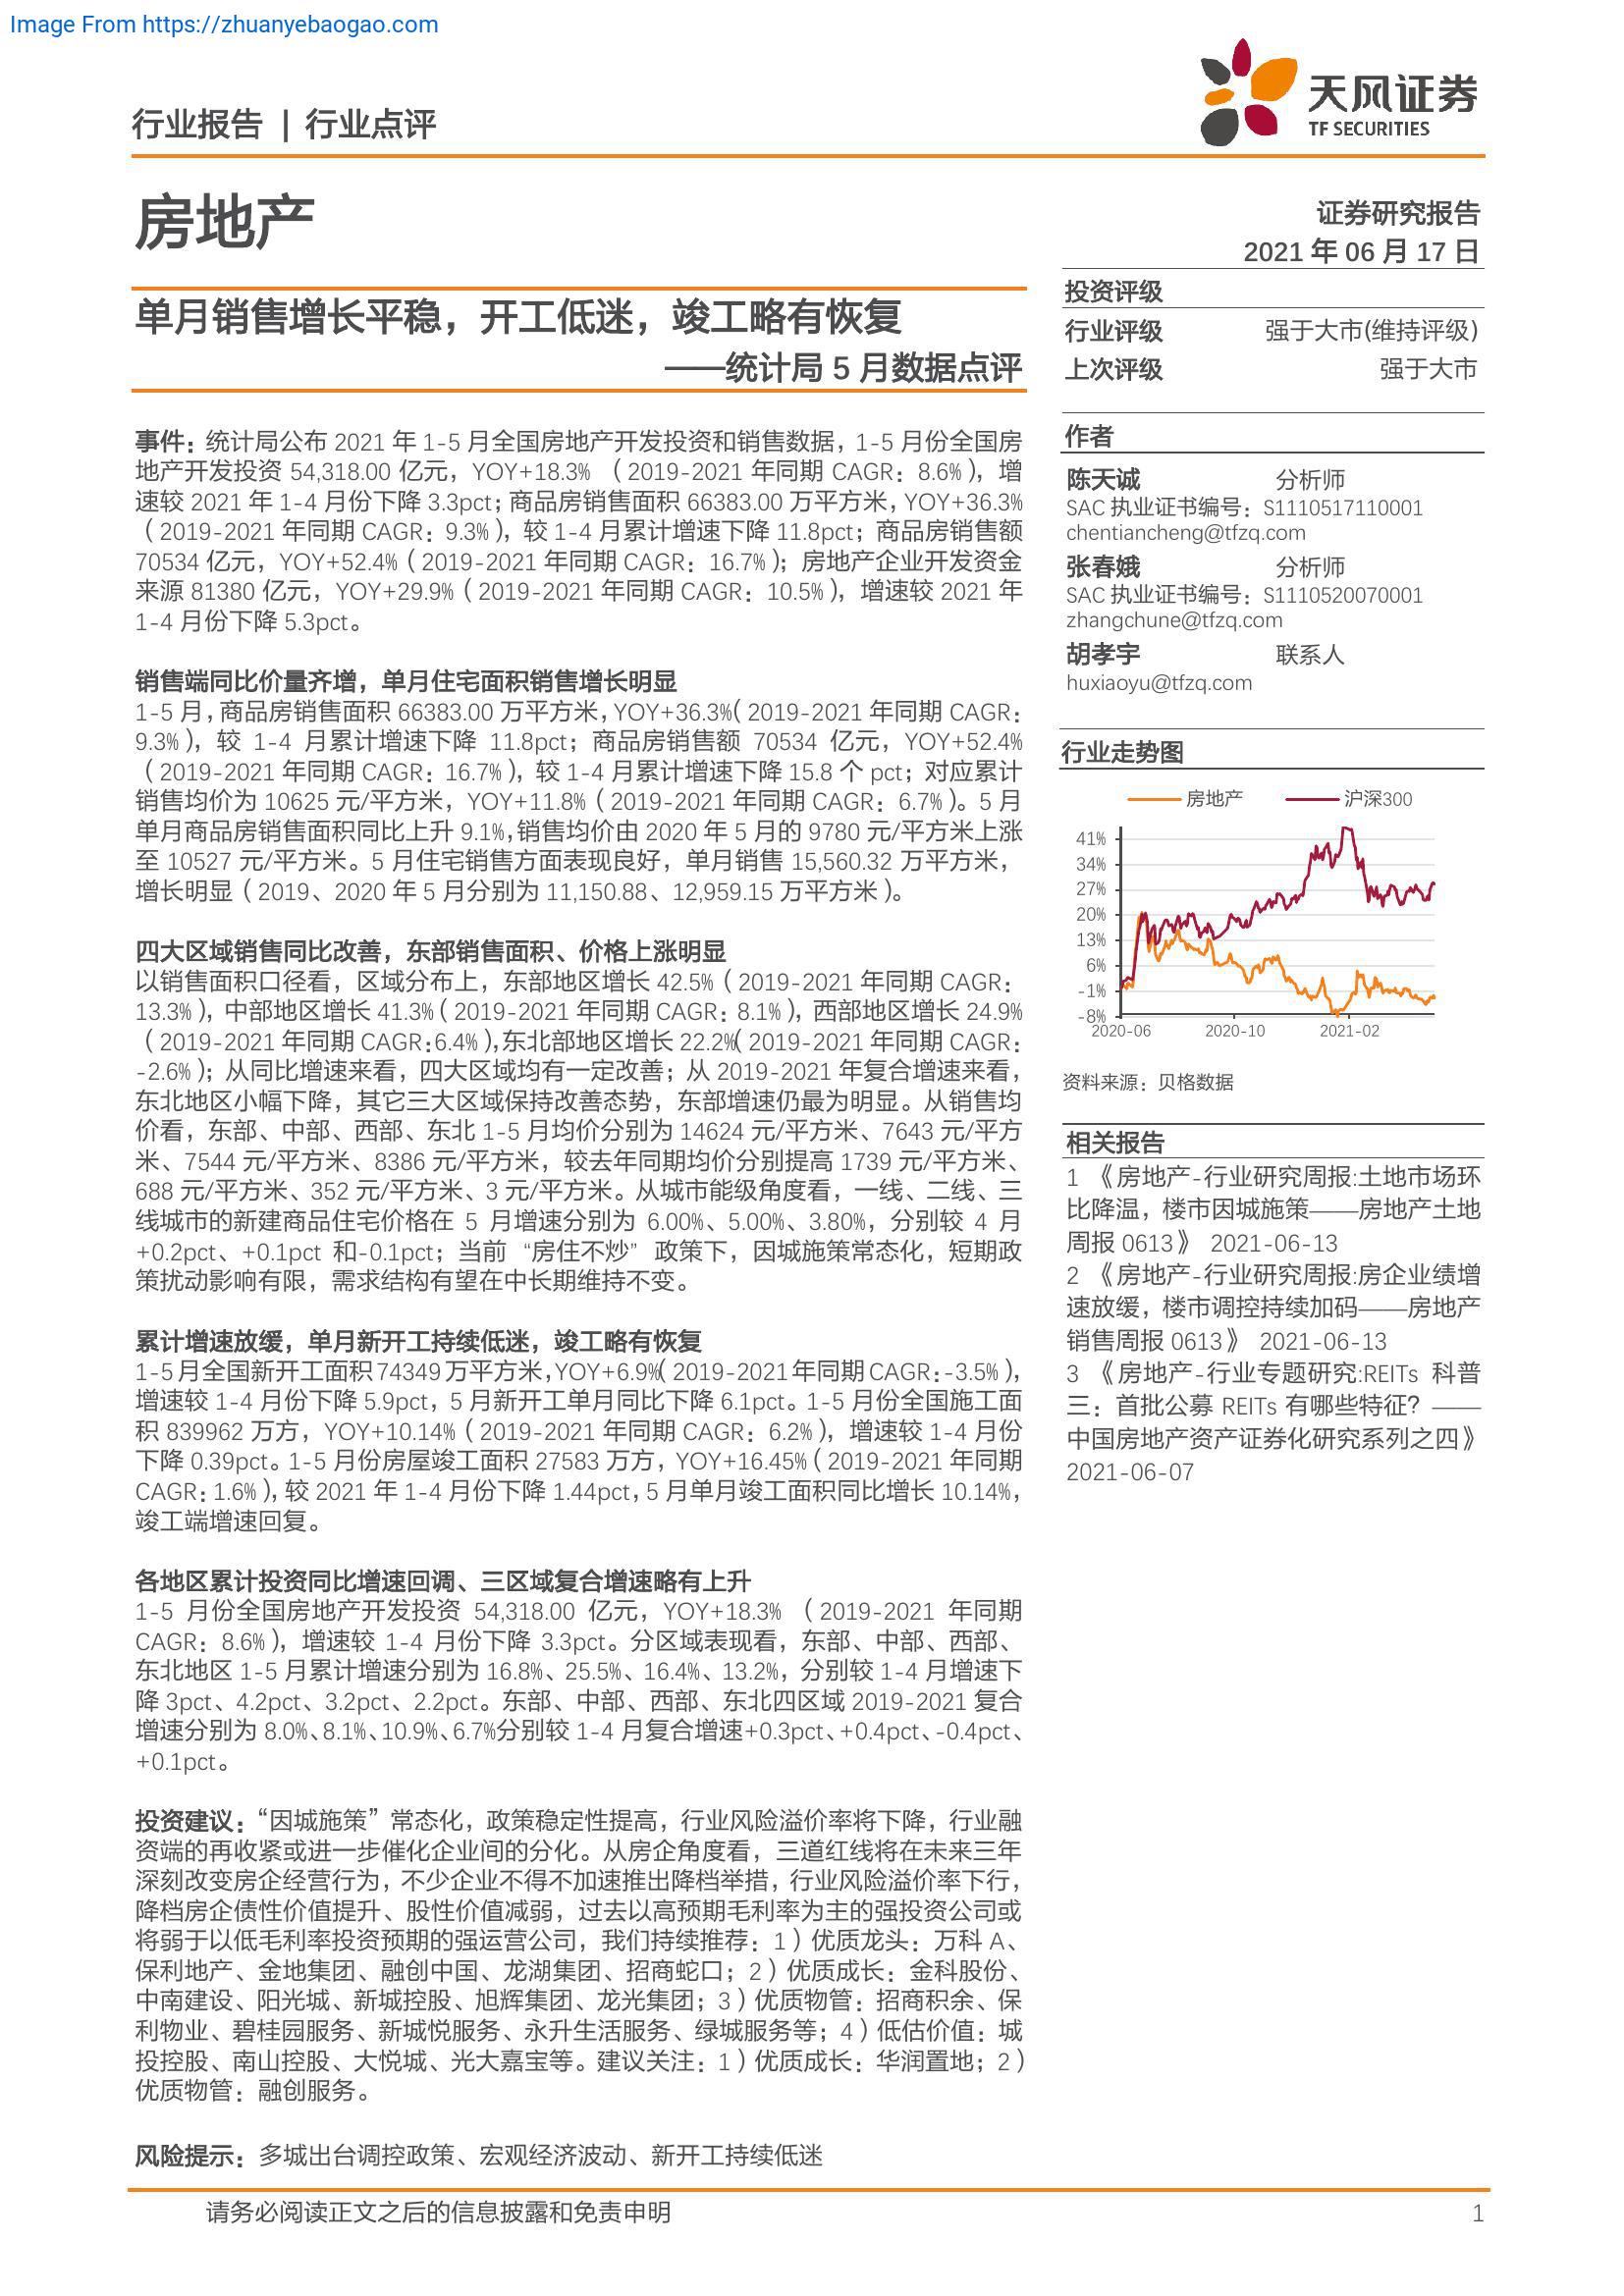 Image From https://zhuanyebaogao.com
行业报告 | 行业点评
天风证券
TF SECURITIES
房地产
证券研究报告
2021 年 06 月 17 日
单月销售增长平稳，开工低迷，竣工略有恢复
——统计局 5 月数据点评
事件：统计局公布 2021 年 1-5 月全国房地产开发投资和销售数据，1-5 月份全国房
地产开发投资 54,318.00 亿元，YOY+18.3% （2019-2021 年同期 CAGR：8.6%），增
速较 2021 年 1-4 月份下降 3.3pct；商品房销售面积 66383.00 万平方米，YOY+36.3%
（2019-2021 年同期 CAGR：9.3%），较 1-4 月累计增速下降 11.8pct；商品房销售额
70534 亿元，YOY+52.4%（2019-2021 年同期 CAGR：16.7%）；房地产企业开发资金
来源 81380 亿元，YOY+29.9%（2019-2021 年同期 CAGR：10.5%），增速较 2021 年
1-4 月份下降 5.3pct。
销售端同比价量齐增，单月住宅面积销售增长明显
1-5 月，商品房销售面积 66383.00 万平方米，YOY+36.3%（2019-2021 年同期 CAGR：
9.3%），较 1-4 月累计增速下降 11.8pct；商品房销售额 70534 亿元，YOY+52.4%
（2019-2021 年同期 CAGR：16.7%），较 1-4 月累计增速下降 15.8 个 pct；对应累计
销售均价为 10625 元/平方米，YOY+11.8%（2019-2021 年同期 CAGR：6.7%）。5 月
单月商品房销售面积同比上升 9.1%，销售均价由 2020 年 5 月的 9780 元/平方米上涨
至 10527 元/平方米。5 月住宅销售方面表现良好，单月销售 15,560.32 万平方米，
增长明显（2019、2020 年 5 月分别为 11,150.88、12,959.15 万平方米）。
四大区域销售同比改善，东部销售面积、价格上涨明显
以销售面积口径看，区域分布上，东部地区增长 42.5%（2019-2021 年同期 CAGR：
13.3%），中部地区增长 41.3%（2019-2021 年同期 CAGR：8.1%），西部地区增长 24.9%
（2019-2021 年同期 CAGR：6.4%），东北部地区增长 22.2%（2019-2021 年同期 CAGR：
-2.6%）；从同比增速来看，四大区域均有一定改善；从 2019-2021 年复合增速来看，
东北地区小幅下降，其它三大区域保持改善态势，东部增速仍最为明显。从销售均
价看，东部、中部、西部、东北 1-5 月均价分别为 14624 元/平方米、7643 元/平方
米、7544 元/平方米、8386 元/平方米，较去年同期均价分别提高 1739 元/平方米、
688 元/平方米、352 元/平方米、3 元/平方米。从城市能级角度看，一线、二线、三
线城市的新建商品住宅价格在 5 月增速分别为 6.00%、5.00%、3.80%，分别较 4 月
+0.2pct、+0.1pct 和-0.1pct；当前 “房住不炒” 政策下，因城施策常态化，短期政
策扰动影响有限，需求结构有望在中长期维持不变。
累计增速放缓，单月新开工持续低迷，竣工略有恢复
1-5 月全国新开工面积 74349 万平方米，YOY+6.9%（2019-2021 年同期 CAGR：-3.5%），
增速较 1-4 月份下降 5.9pct，5 月新开工单月同比下降 6.1pct。1-5 月份全国施工面
积 839962 万方，YOY+10.14%（2019-2021 年同期 CAGR：6.2%），增速较 1-4 月份
下降 0.39pct。1-5 月份房屋竣工面积 27583 万方，YOY+16.45%（2019-2021 年同期
CAGR：1.6%），较 2021 年 1-4 月份下降 1.44pct，5 月单月竣工面积同比增长 10.14%，
竣工端增速回复。
各地区累计投资同比增速回调、三区域复合增速略有上升
1-5 月份全国房地产开发投资 54,318.00 亿元，YOY+18.3% （2019-2021 年同期
CAGR：8.6%），增速较 1-4 月份下降 3.3pct。分区域表现看，东部、中部、西部、
东北地区 1-5 月累计增速分别为 16.8%、25.5%、16.4%、13.2%，分别较 1-4 月增速下
降 3pct、4.2pct、3.2pct、2.2pct。东部、中部、西部、东北四区域 2019-2021 复合
增速分别为 8.0%、8.1%、10.9%、6.7%分别较 1-4 月复合增速+0.3pct、+0.4pct、-0.4pct、
+0.1pct。
投资建议：“因城施策”常态化，政策稳定性提高，行业风险溢价率将下降，行业融
资端的再收紧或进一步催化企业间的分化。从房企角度看，三道红线将在未来三年
深刻改变房企经营行为，不少企业不得不加速推出降档举措，行业风险溢价率下行，
降档房企债性价值提升、股性价值减弱，过去以高预期毛利率为主的强投资公司或
将弱于以低毛利率投资预期的强运营公司，我们持续推荐：1）优质龙头：万科 A、
保利地产、金地集团、融创中国、龙湖集团、招商蛇口；2）优质成长：金科股份、
中南建设、阳光城、新城控股、旭辉集团、龙光集团；3）优质物管：招商积余、保
利物业、碧桂园服务、新城悦服务、永升生活服务、绿城服务等；4）低估价值：城
投控股、南山控股、大悦城、光大嘉宝等。建议关注：1）优质成长：华润置地；2）
优质物管：融创服务。
风险提示：多城出台调控政策、宏观经济波动、新开工持续低迷
投资评级
行业评级 强于大市(维持评级)
上次评级 强于大市
作者
陈天诚 分析师
SAC 执业证书编号：S1110517110001
chentiancheng@tfzq.com
张春娥 分析师
SAC 执业证书编号：S1110520070001
zhangchune@tfzq.com
胡孝宇 联系人
huxiaoyu@tfzq.com
行业走势图
房地产 沪深300
41%
34%
27%
20%
13%
6%
-1%
-8%
2020-06 2020-10 2021-02
资料来源：贝格数据
相关报告
1 《房地产-行业研究周报:土地市场环
比降温，楼市因城施策——房地产土地
周报 0613》 2021-06-13
2 《房地产-行业研究周报:房企业绩增
速放缓，楼市调控持续加码——房地产
销售周报 0613》 2021-06-13
3 《房地产-行业专题研究:REITs 科普
三：首批公募 REITs 有哪些特征？——
中国房地产资产证券化研究系列之四》
2021-06-07
请务必阅读正文之后的信息披露和免责申明 1